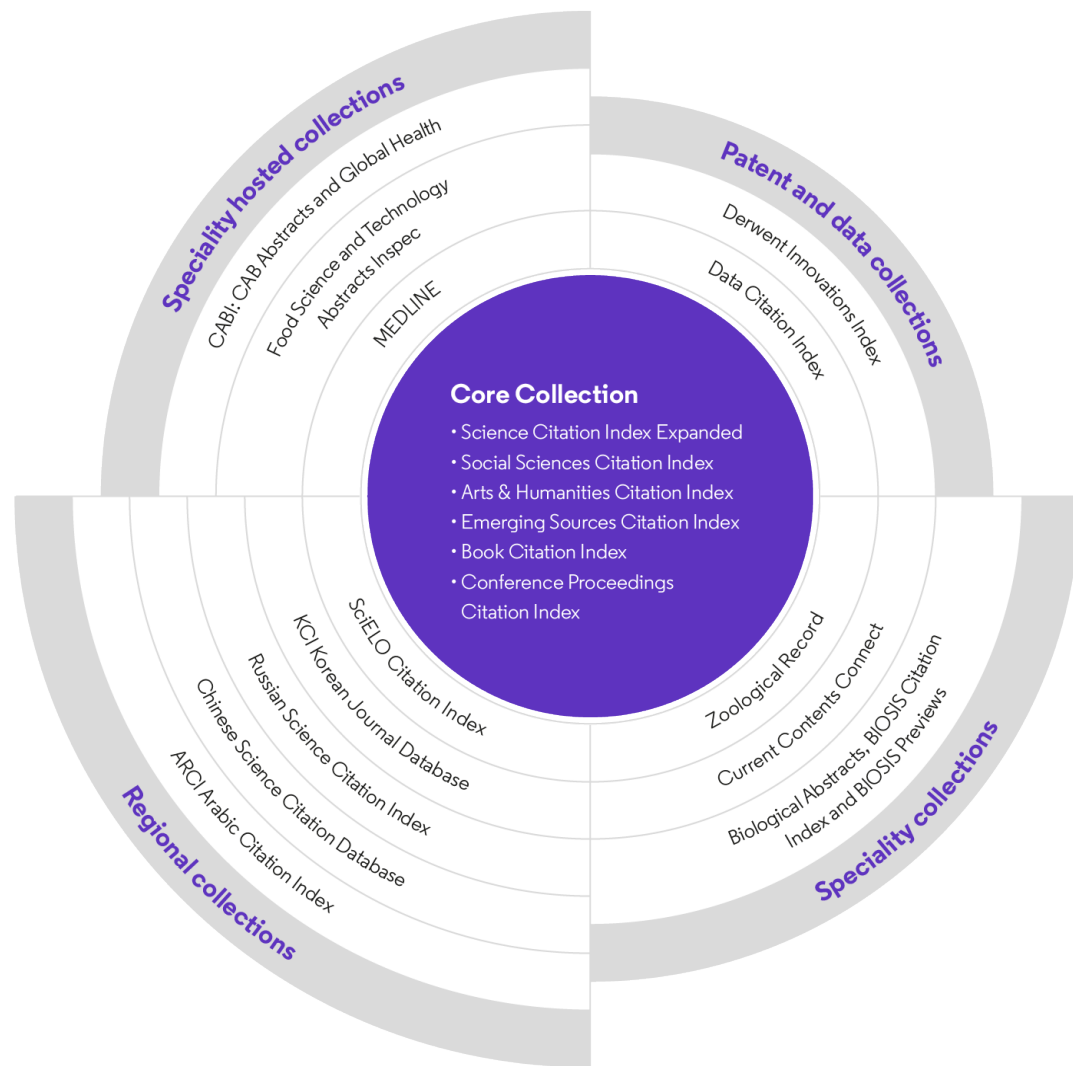 Speciality hosted collections
CABI: CAB Abstracts and Global Health
Food Science and Technology
Abstracts Inspec
MEDLINE
Patent and data collections
Derwent Innovations Index
Data Citation Index
Core Collection
• Science Citation Index Expanded
• Social Sciences Citation Index
• Arts & Humanities Citation Index
• Emerging Sources Citation Index
• Book Citation Index
• Conference Proceedings
Citation Index
SciELO Citation Index
KCI Korean Journal Database
Russian Science Citation Index
Chinese Science Citation Database
ARCI Arabic Citation Index
Regional collections
Zoological Record
Current Contents Connect
Biological Abstracts, BIOSIS Citation
Index and BIOSIS Previews
Speciality collections